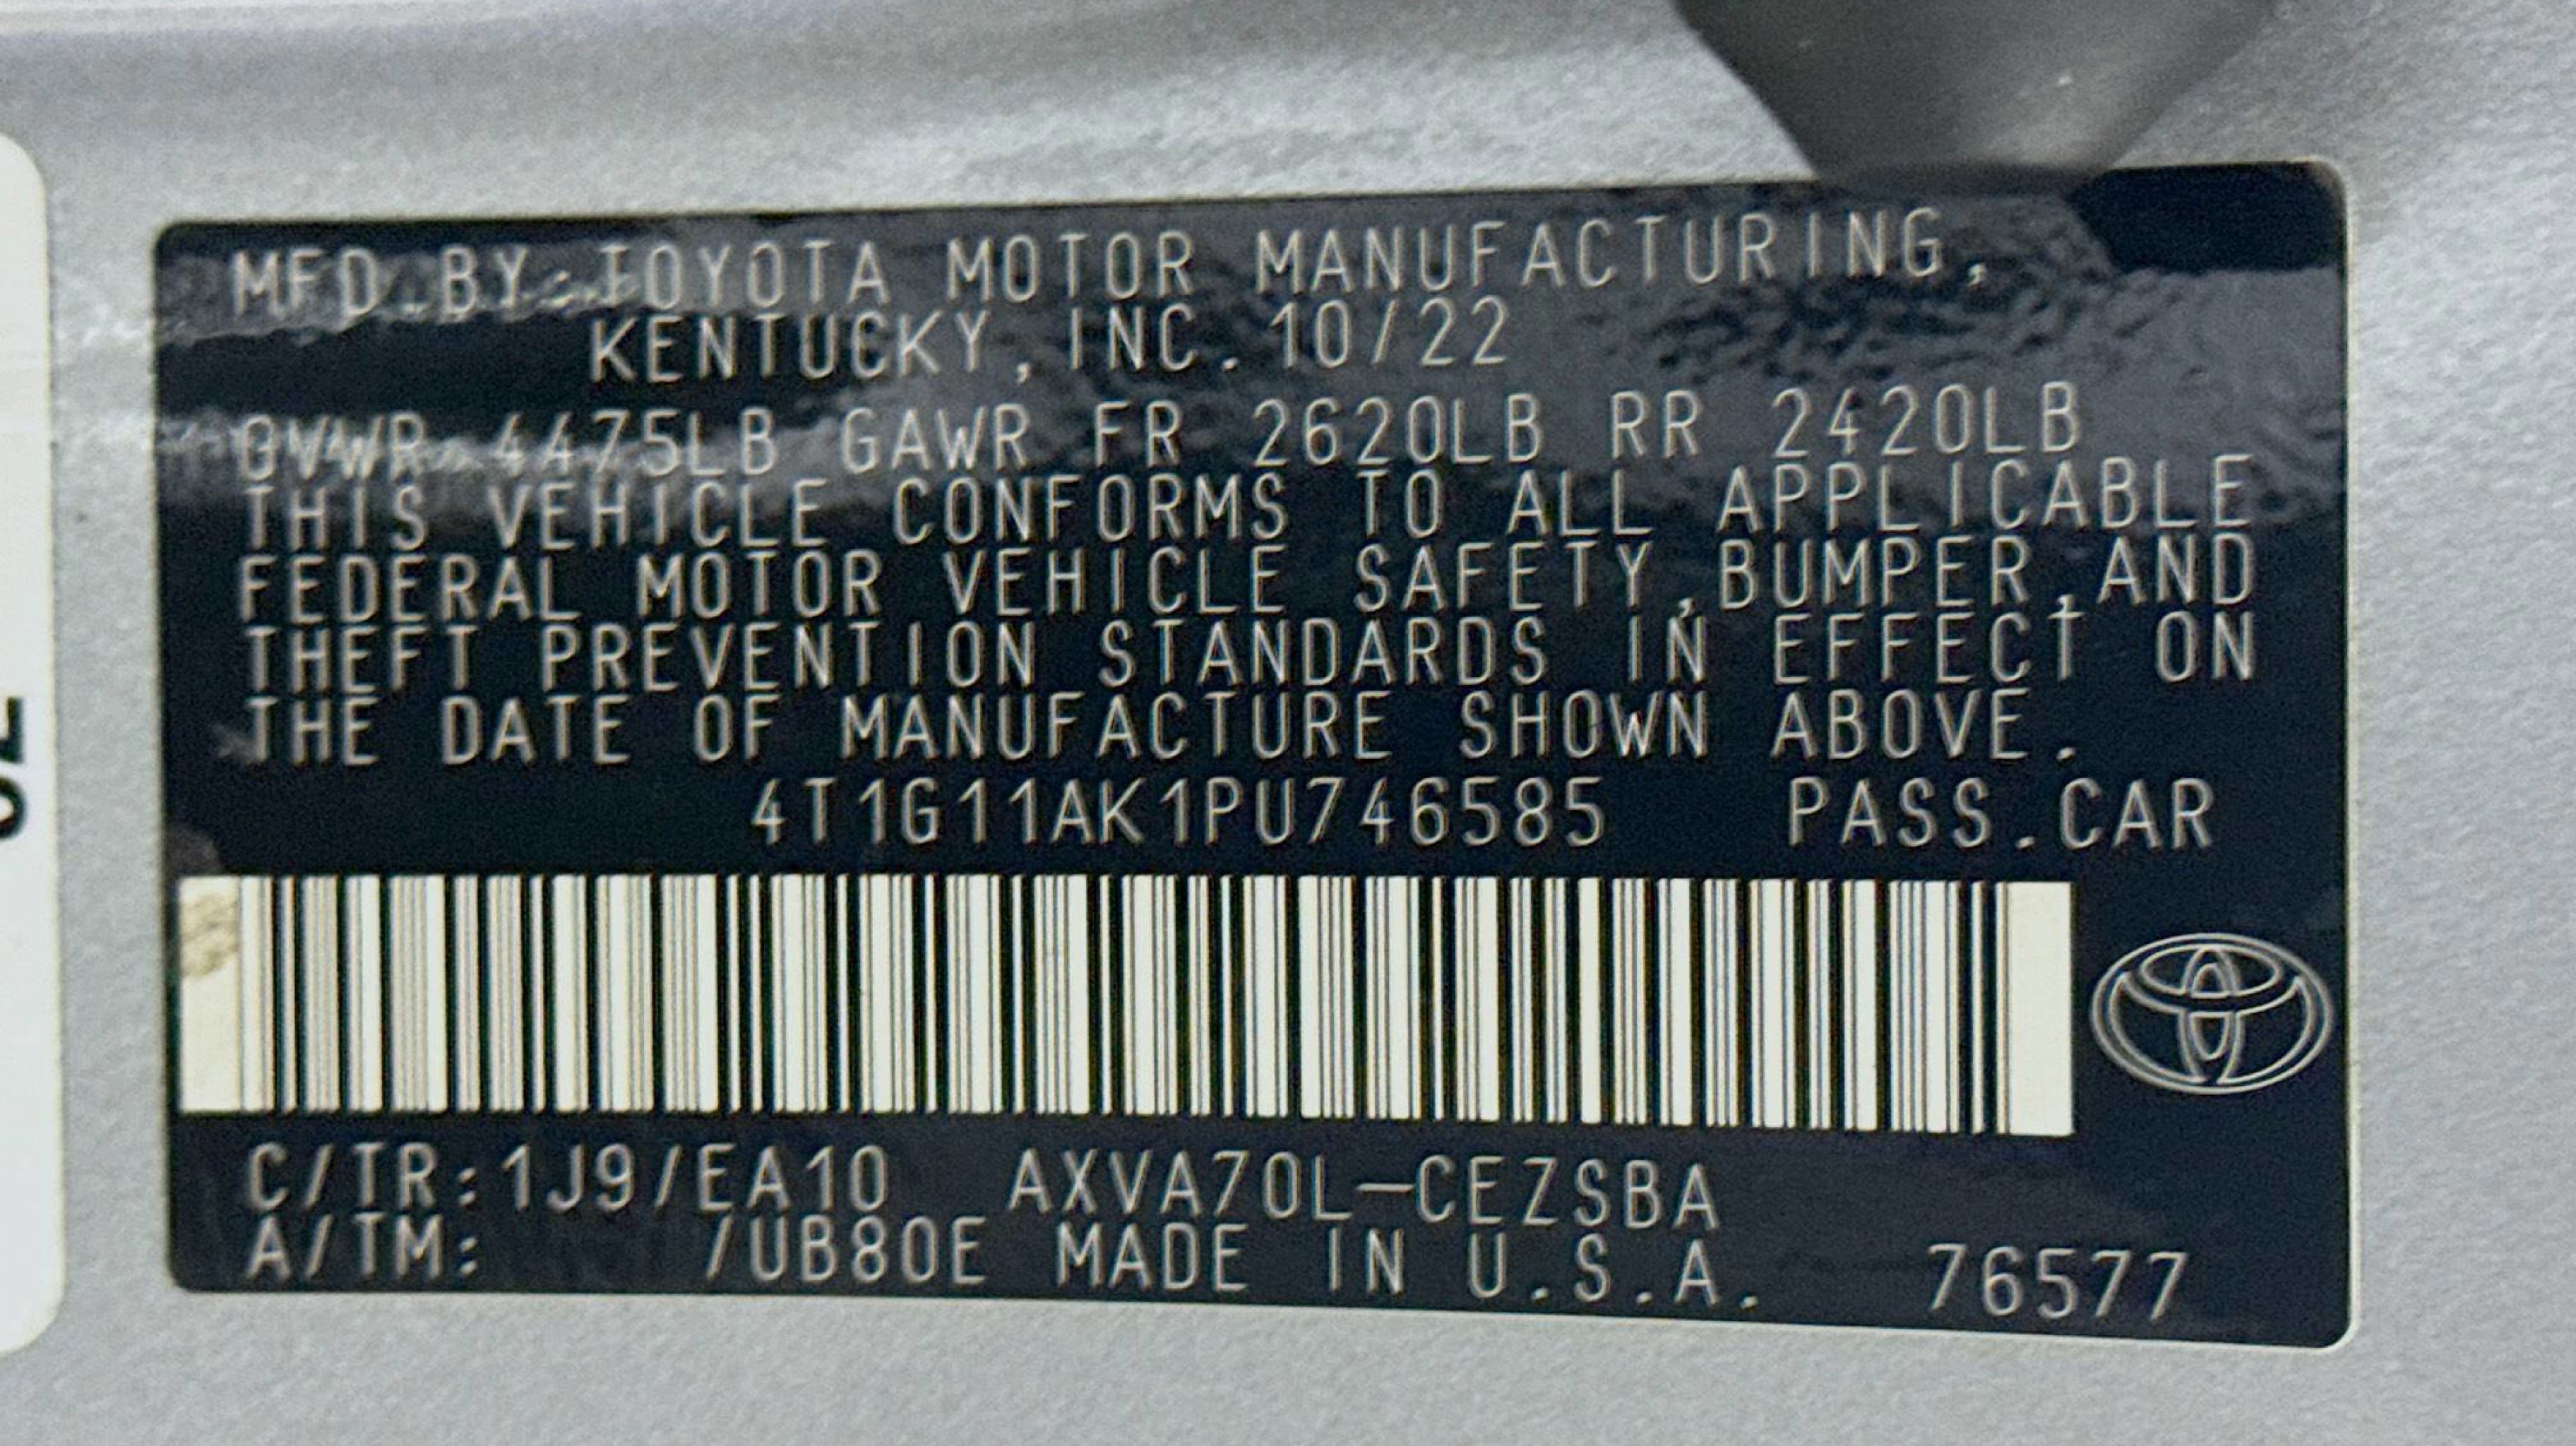 MFD.BY:TOYOTA MOTOR MANUFACTURING,
KENTUCKY, INC. 10/22
GVWR 4475LB GAWR FR 2620LB RR 2420LB
THIS VEHICLE CONFORMS TO ALL APPLICABLE
FEDERAL MOTOR VEHICLE SAFETY,BUMPER,AND
THEFT PREVENTION STANDARDS IN EFFECT ON
THE DATE OF MANUFACTURE SHOWN ABOVE.
4T1G11AK1PU746585 PASS.CAR
C/TR:1J9/EA10 AXVA70L-CEZSBA
A/TM: /UB80E MADE IN U.S.A. 76577